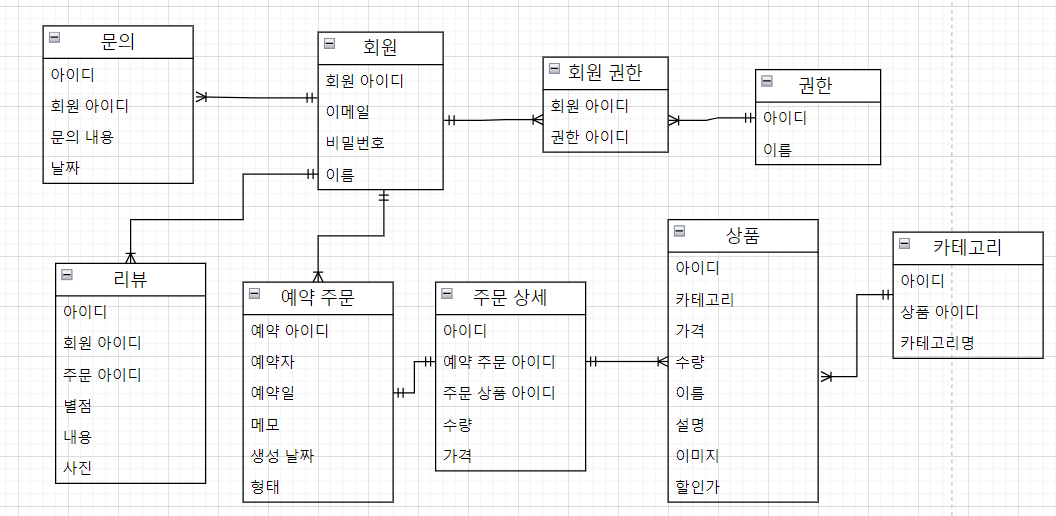 문의
아이디
회원 아이디
문의 내용
날짜
회원
회원 아이디
이메일
비밀번호
이름
회원 권한
회원 아이디
권한 아이디
권한
아이디
이름
리뷰
아이디
회원 아이디
주문 아이디
별점
내용
사진
예약 주문
예약 아이디
예약자
예약일
메모
생성 날짜
형태
주문 상세
아이디
예약 주문 아이디
주문 상품 아이디
수량
가격
상품
아이디
카테고리
가격
수량
이름
설명
이미지
할인가
카테고리
아이디
상품 아이디
카테고리명